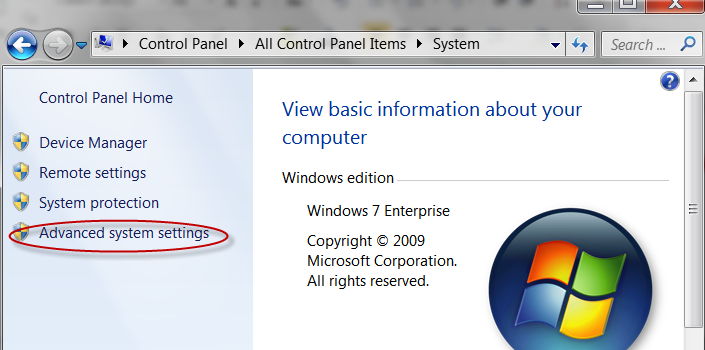 Control Panel ▸ All Control Panel Items ▸ System
Search ...
Control Panel Home
Device Manager
Remote settings
System protection
Advanced system settings
View basic information about your
computer
Windows edition
Windows 7 Enterprise
Copyright © 2009
Microsoft Corporation.
All rights reserved.